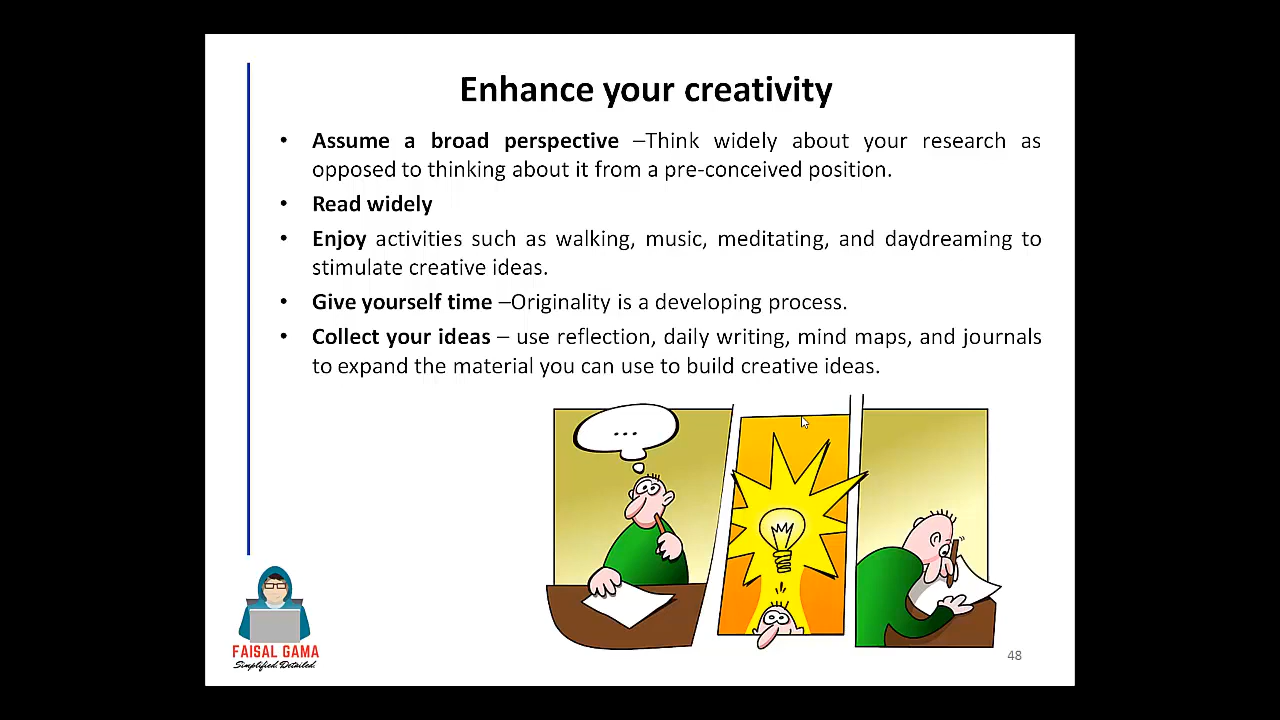 Enhance your creativity
• Assume a broad perspective –Think widely about your research as
opposed to thinking about it from a pre-conceived position.
• Read widely
• Enjoy activities such as walking, music, meditating, and daydreaming to
stimulate creative ideas.
• Give yourself time –Originality is a developing process.
• Collect your ideas – use reflection, daily writing, mind maps, and journals
to expand the material you can use to build creative ideas.
...
FAISAL GAMA
Simplified. Detailed.
48